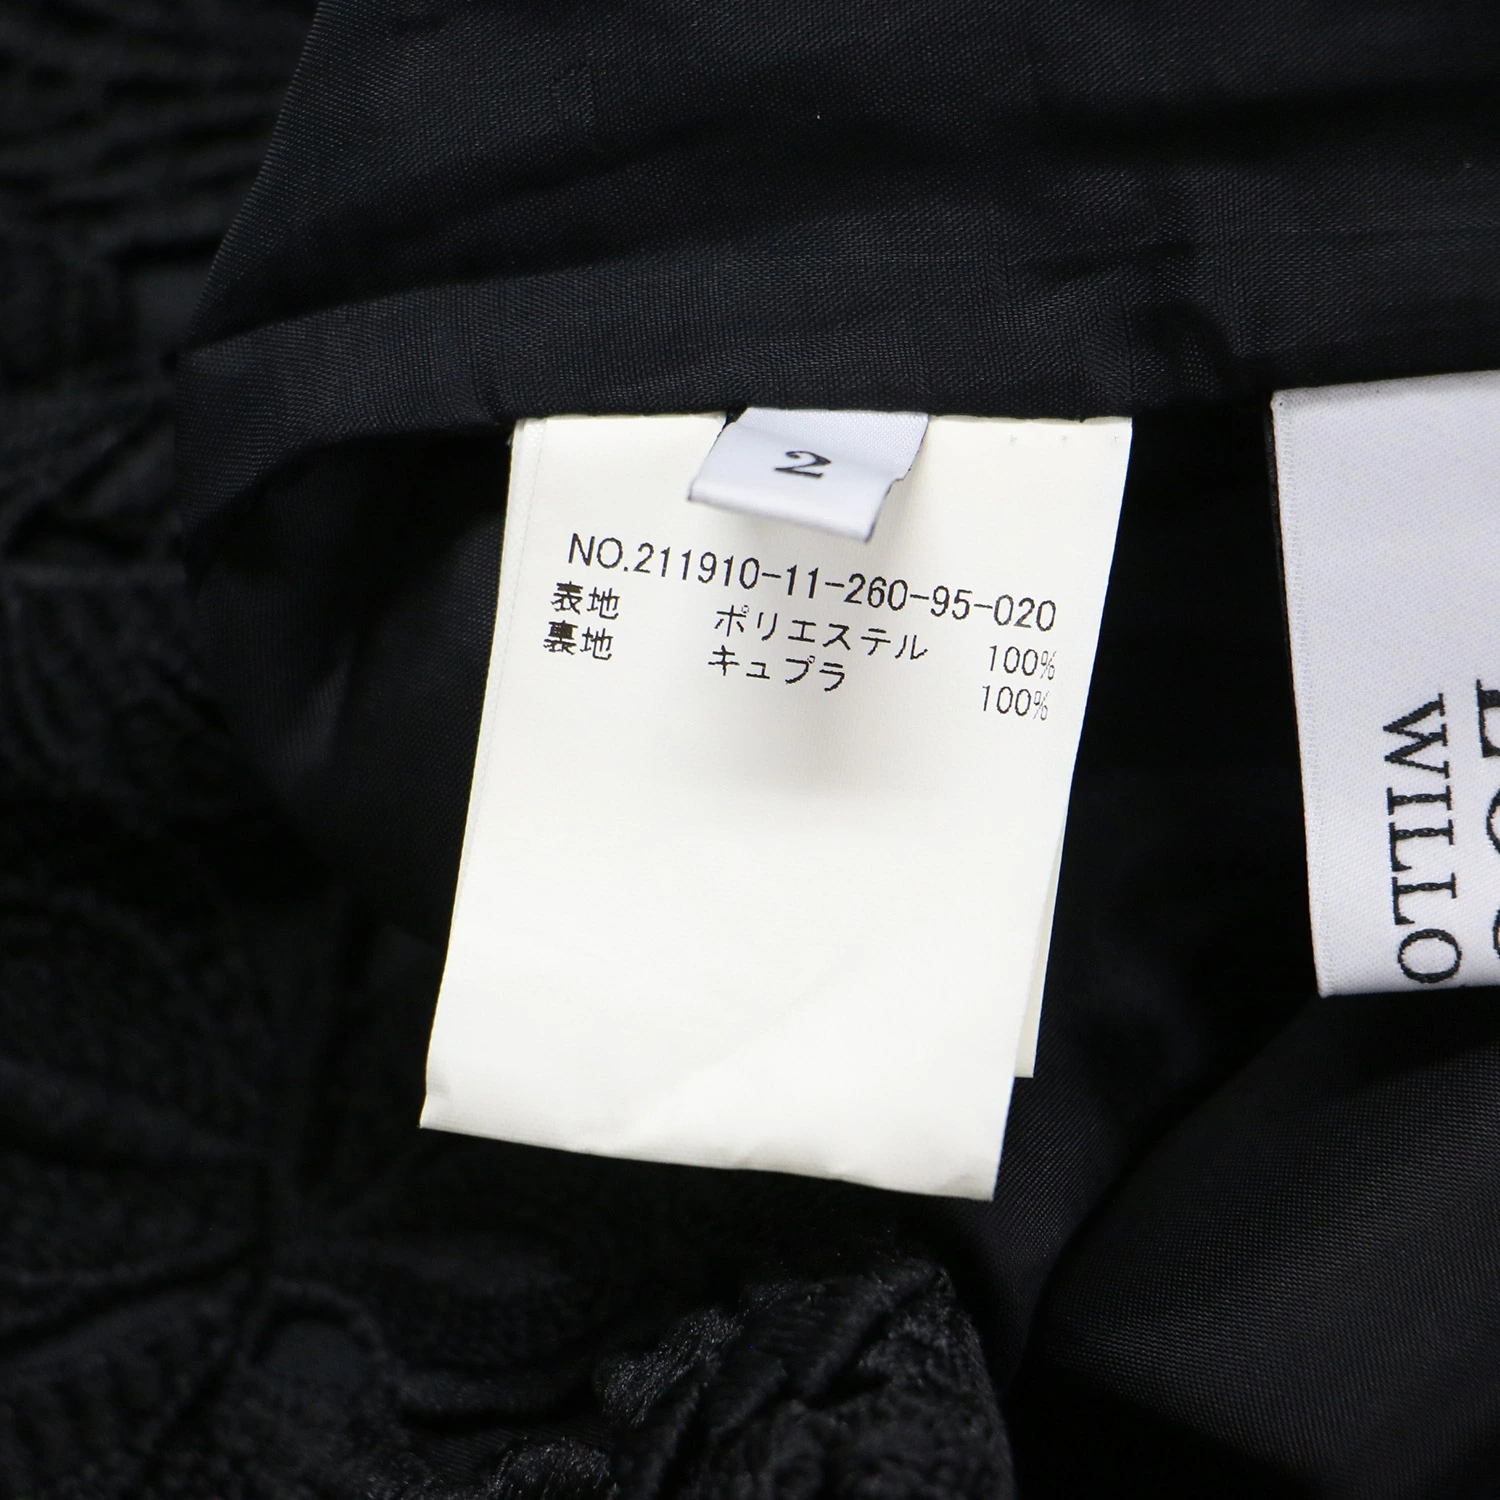 2
NO.211910-11-260-95-020
表地 ポリエステル 100%
裏地 キュプラ 100%
WILLO